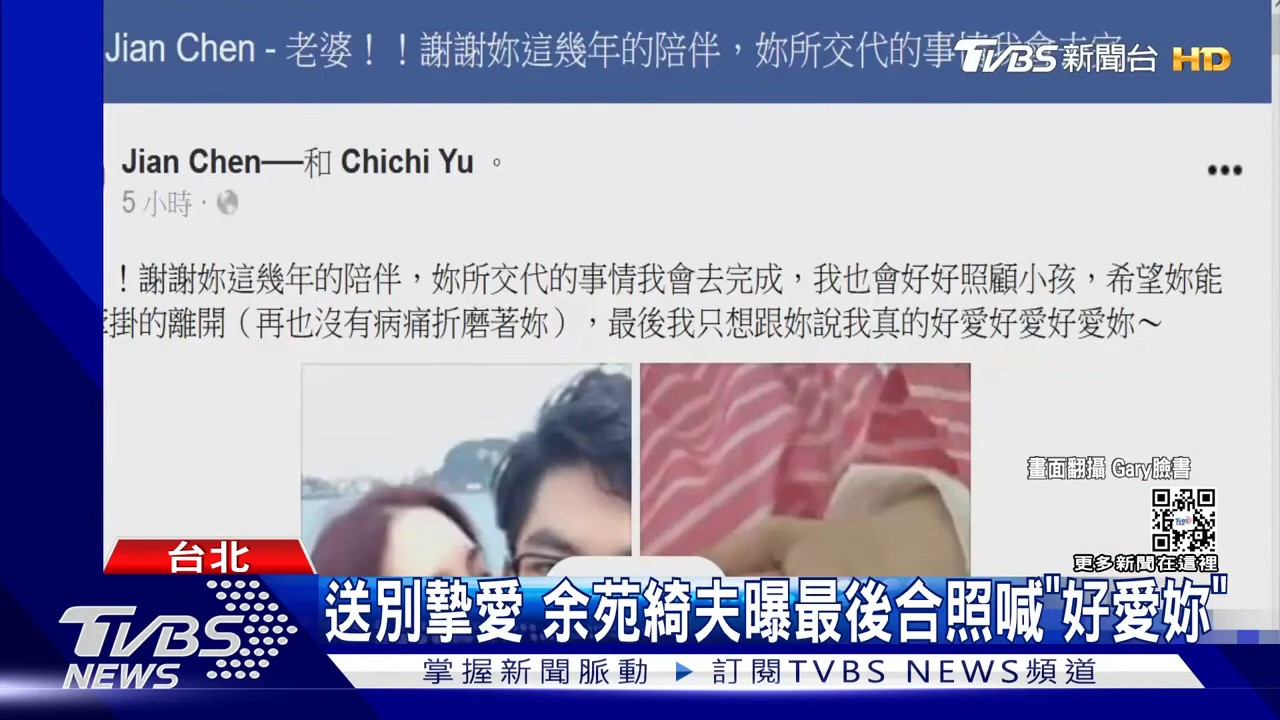 Jian Chen - 老婆！！謝謝妳這幾年的陪伴，妳所交代的事情我會去完
TVBS新聞台 HD
Jian Chen──和 Chichi Yu 。
5 小時 ·
！謝謝妳這幾年的陪伴，妳所交代的事情我會去完成，我也會好好照顧小孩，希望妳能
掛的離開（再也沒有病痛折磨著妳），最後我只想跟妳說我真的好愛好愛好愛妳～
畫面翻攝 Gary臉書
TVBS
更多新聞在這裡
台北
送別摯愛 余苑綺夫曝最後合照喊"好愛妳"
TVBS
NEWS
掌握新聞脈動 ▶ 訂閱TVBS NEWS頻道